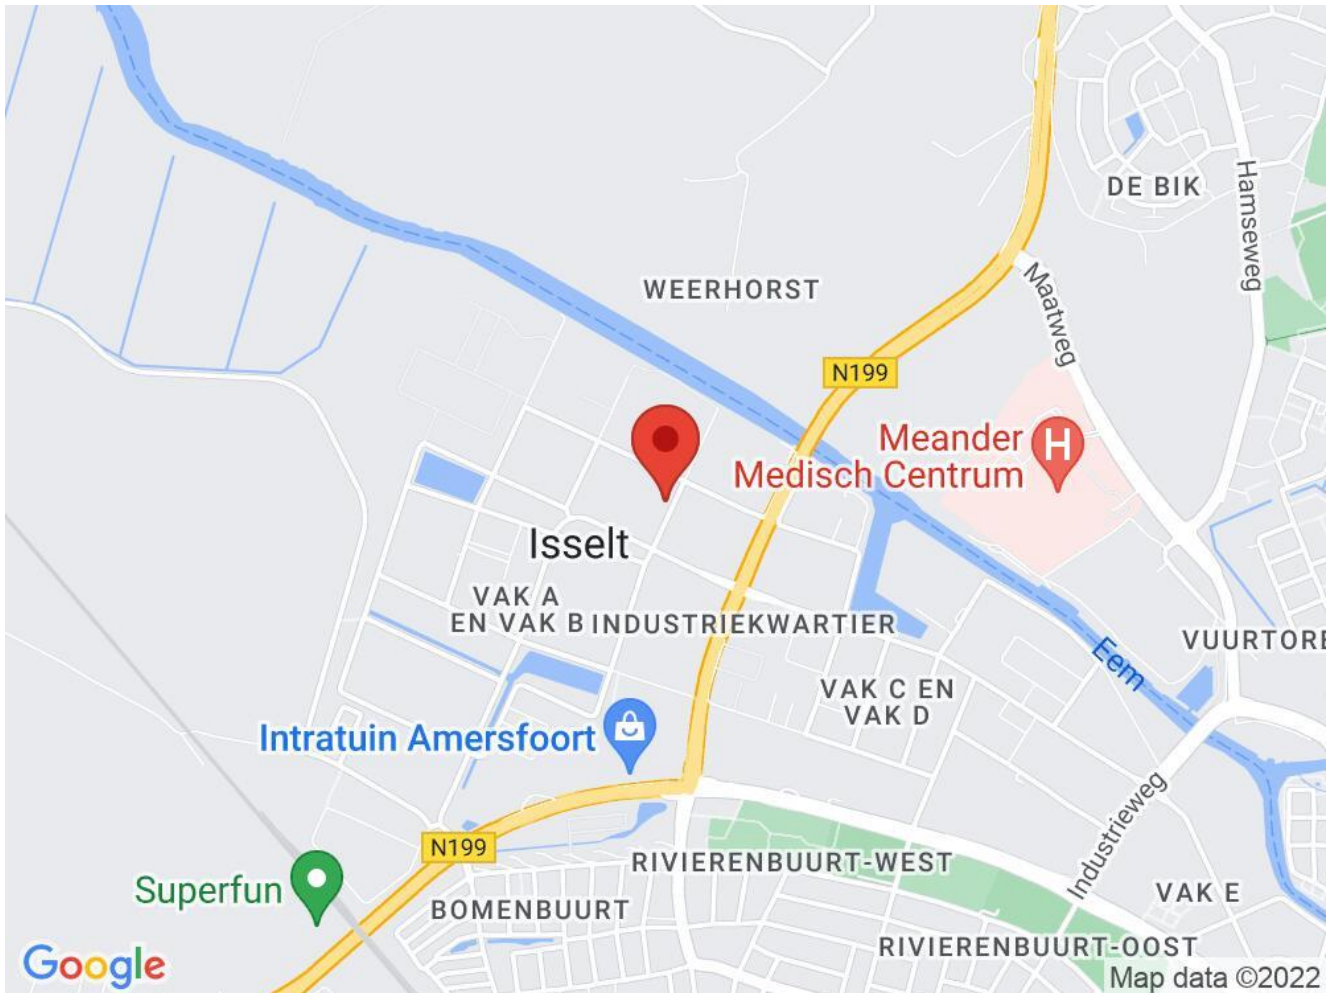 DE BIK
Hamseweg
WEERHORST
Maatweg
N199
Meander
Medisch Centrum
H
Isselt
VAK A
EN VAK B
INDUSTRIEKWARTIER
VUURTORE
Eem
VAK C EN
VAK D
Intratuin Amersfoort
Industrieweg
N199
RIVIERENBUURT-WEST
Superfun
BOMENBUURT
VAK E
RIVIERENBUURT-OOST
Google
Map data ©2022